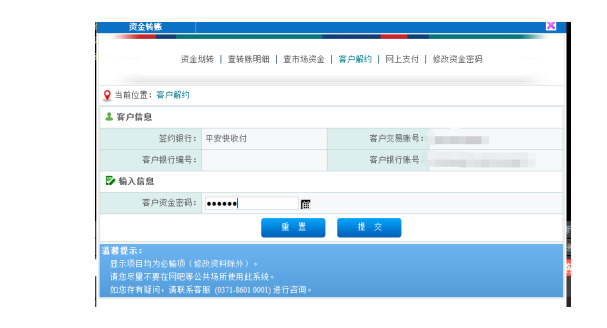 资金转账
资金划转 | 查转账明细 | 查市场资金 | 客户解约 | 网上支付 | 修改资金密码
当前位置：客户解约
客户信息
签约银行： 平安快收付 客户交易账号：
客户银行编号： 客户银行账号
输入信息
客户资金密码： ●●●●●●
重 置 提 交
温馨提示：
显示项目均为必输项（修改资料除外）。
请您尽量不要在网吧等公共场所使用此系统。
如您存有疑问，请联系客服 (0371-8601 0001) 进行咨询。